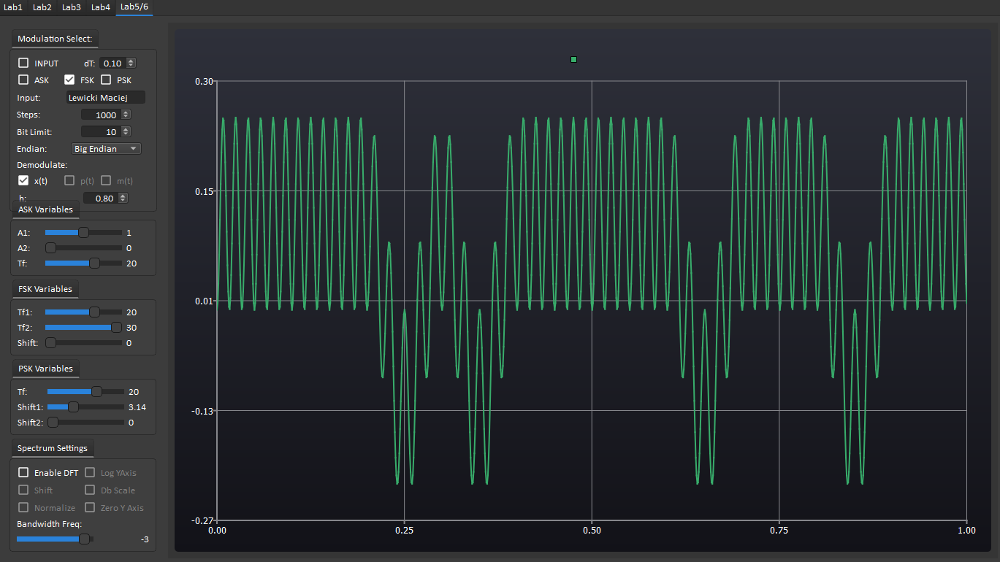 Lab1 Lab2 Lab3 Lab4 Lab5/6
Modulation Select:
INPUT dT: 0,10
ASK FSK PSK
Input: Lewicki Maciej
Steps: 1000
Bit Limit: 10
Endian: Big Endian
Demodulate:
x(t) p(t) m(t)
h: 0,80
ASK Variables
A1: 1
A2: 0
Tf: 20
FSK Variables
Tf1: 20
Tf2: 30
Shift: 0
PSK Variables
Tf: 20
Shift1: 3.14
Shift2: 0
Spectrum Settings
Enable DFT Log YAxis
Shift Db Scale
Normalize Zero Y Axis
Bandwidth Freq:
-3
0.30
0.15
0.01
-0.13
-0.27
0.00 0.25 0.50 0.75 1.00